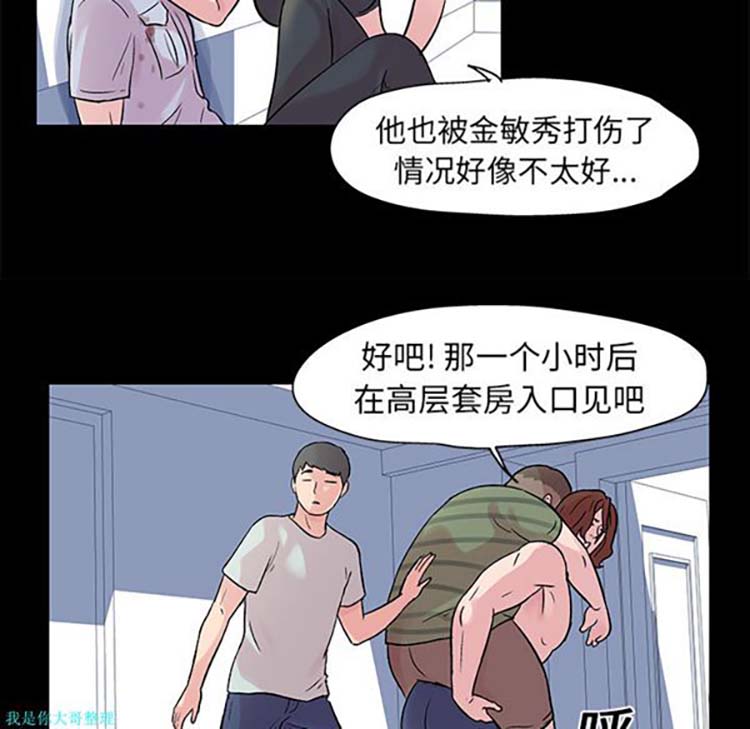 他也被金敏秀打伤了
情况好像不太好...
好吧! 那一个小时后
在高层套房入口见吧
我是你大哥整理